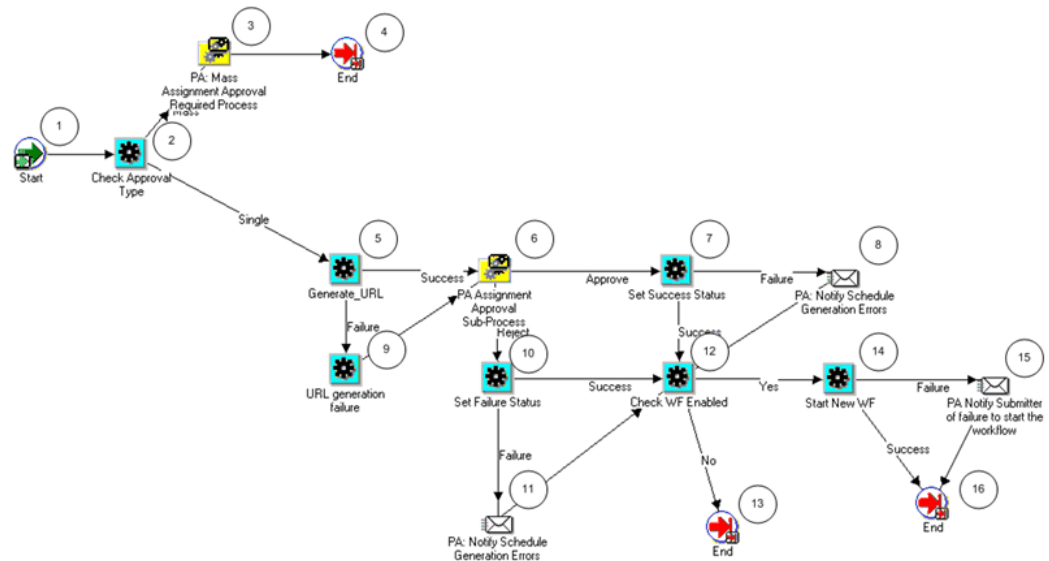 3
4
PA: Mass
Assignment Approval
Required Process
End
Mass
1
2
Start
Check Approval
Type
Single
5
6
7
8
Generate_URL
Success
PA Assignment
Approval
Sub-Process
Approve
Set Success Status
Failure
PA: Notify Schedule
Generation Errors
Failure
9
Reject
Success
URL generation
failure
10
Set Failure Status
Success
12
Check WF Enabled
Yes
14
Start New WF
Failure
15
PA Notify Submitter
of failure to start the
workflow
Failure
11
No
Success
PA: Notify Schedule
Generation Errors
13
End
16
End